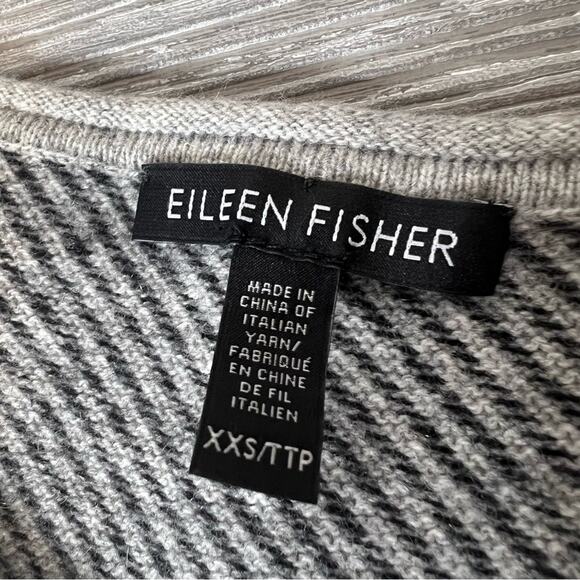 EILEEN FISHER
MADE IN
CHINA OF
ITALIAN
YARN/
FABRIQUÉ
EN CHINE
DE FIL
ITALIEN
XXS/TTP